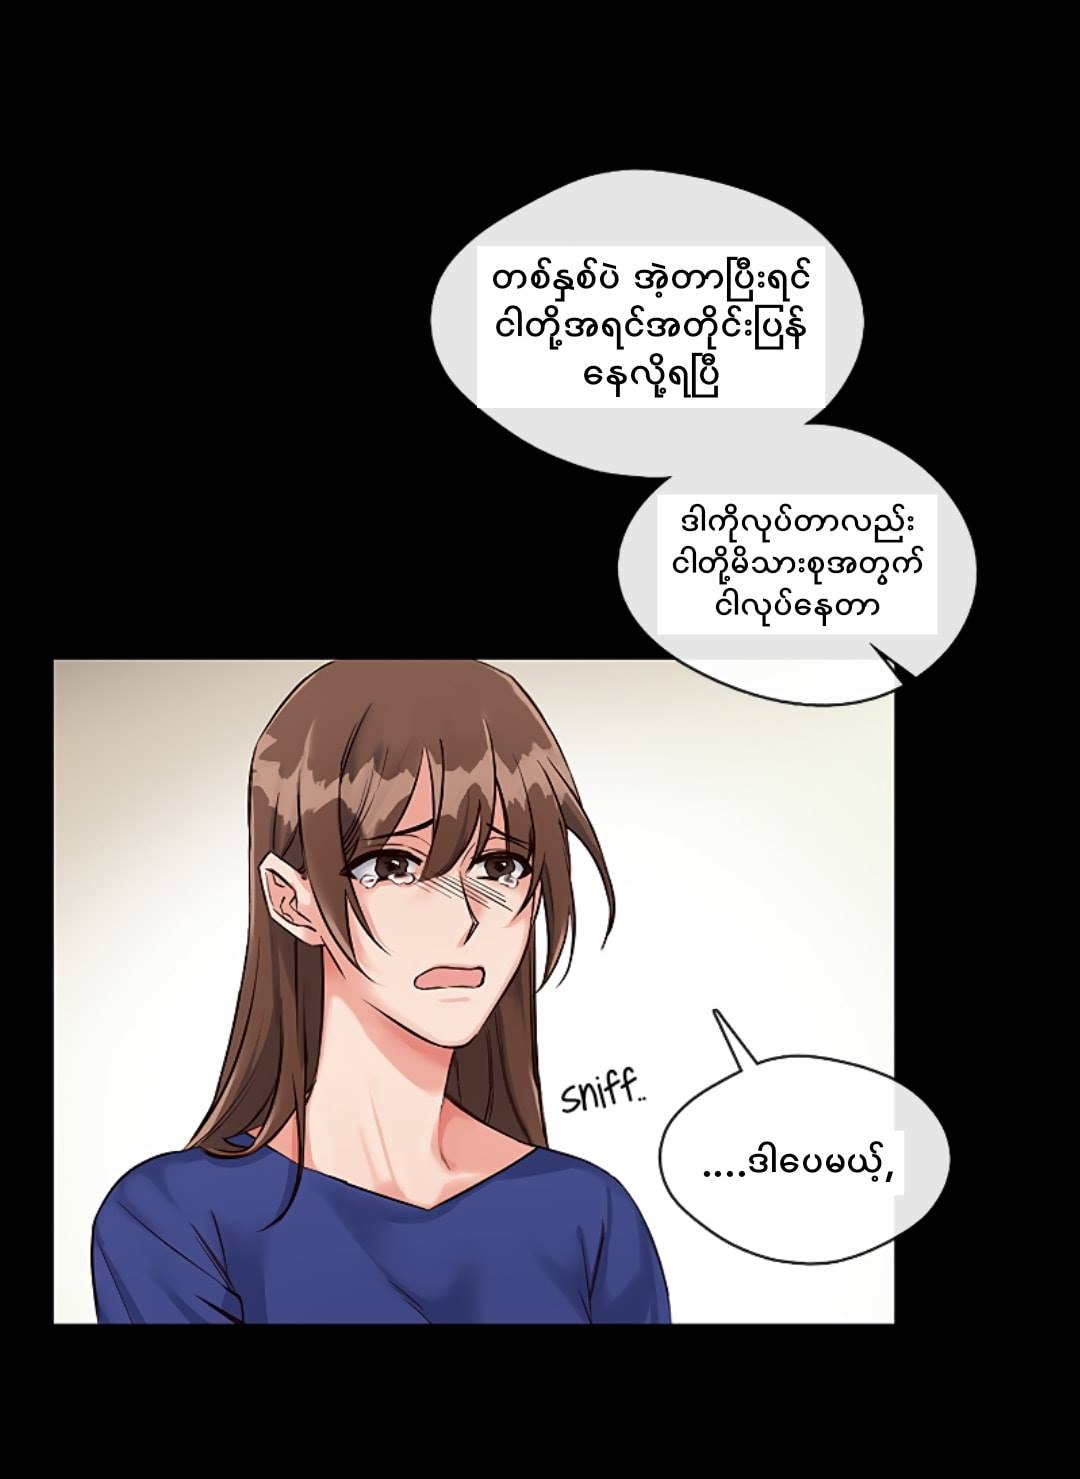 တစ်နှစ်ပဲ အဲ့တာပြီးရင်
ငါတို့အရင်အတိုင်းပြန်
နေလို့ရပြီ
ဒါကိုလုပ်တာလည်း
ငါတို့မိသားစုအတွက်
ငါလုပ်နေတာ
sniff..
....ဒါပေမယ့်,